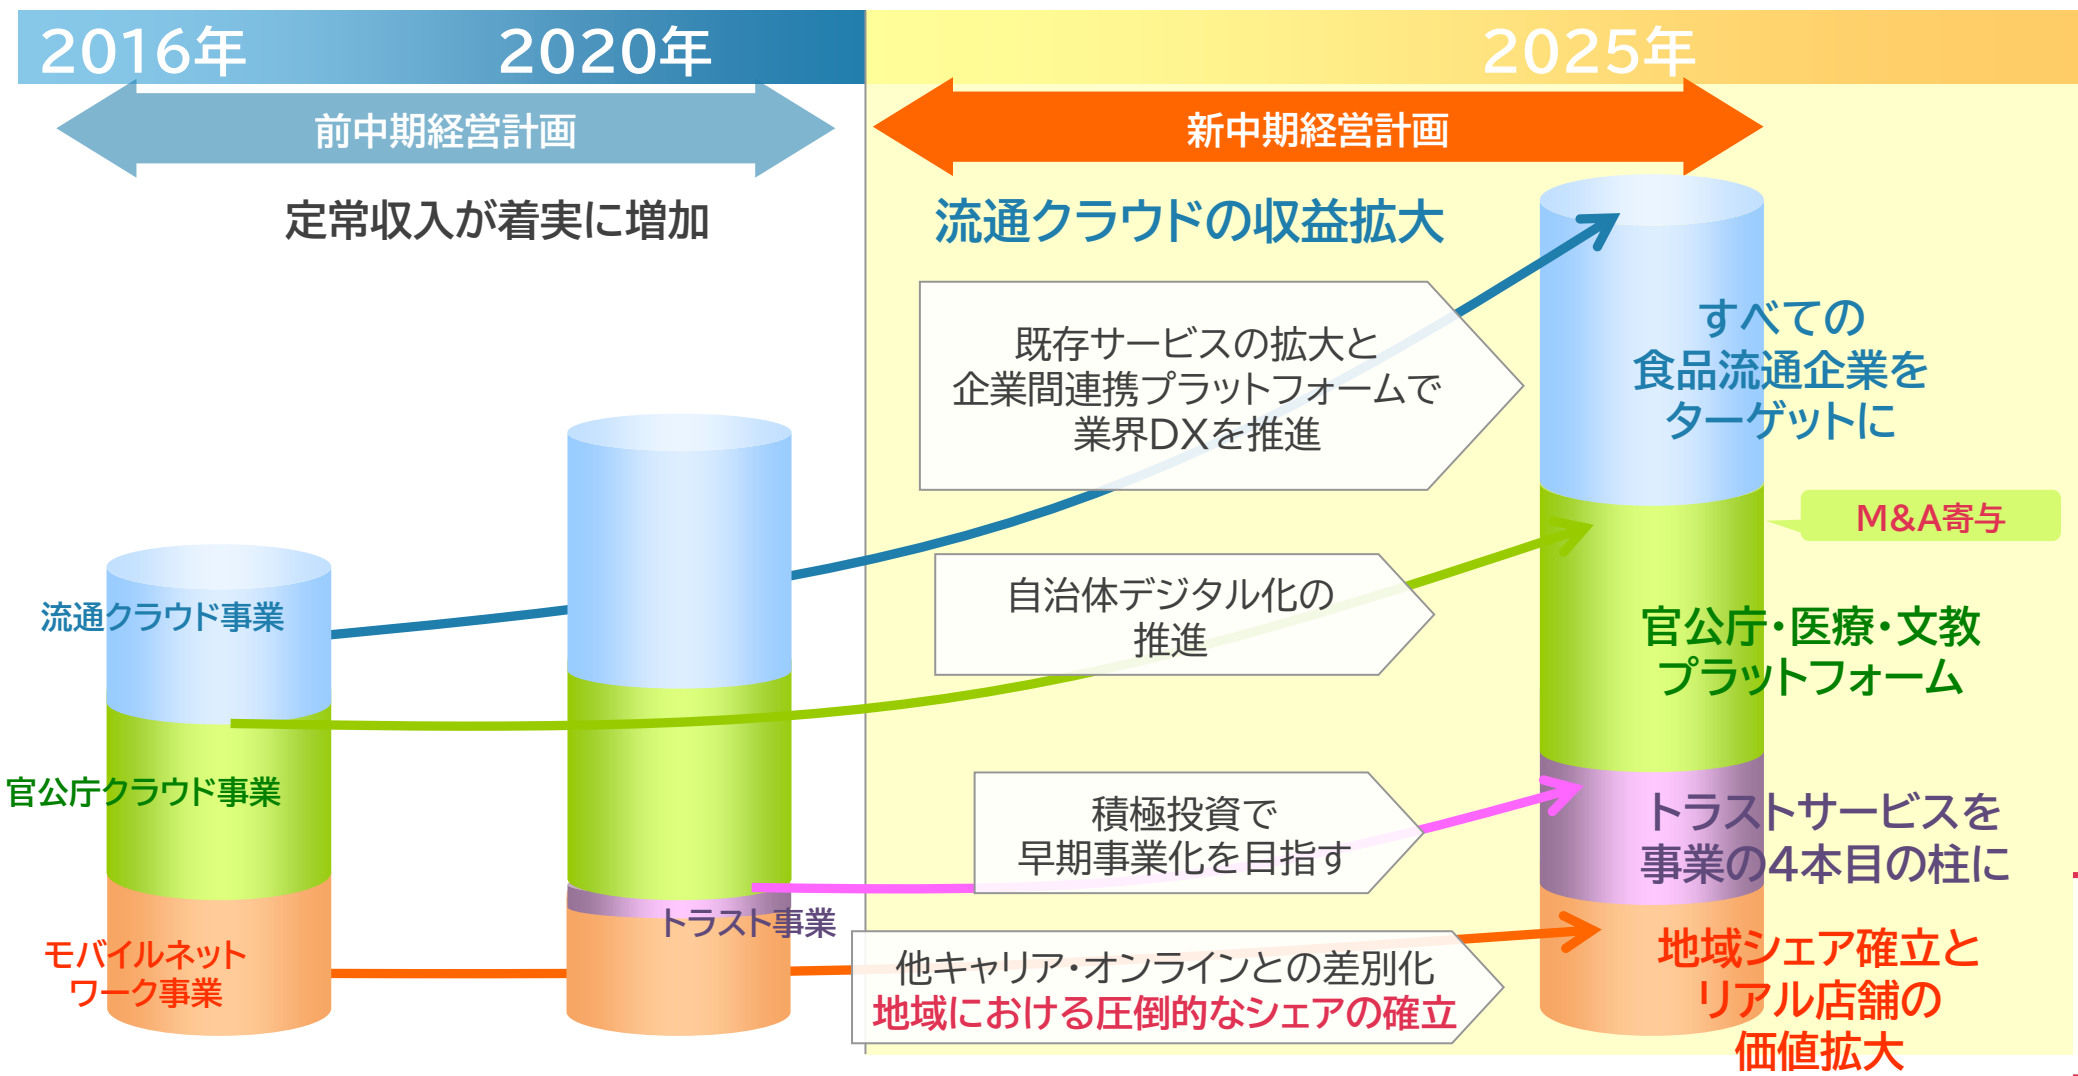 2016年
2020年
2025年
前中期経営計画
新中期経営計画
定常収入が着実に増加
流通クラウドの収益拡大
既存サービスの拡大と
企業間連携プラットフォームで
業界DXを推進
すべての
食品流通企業を
ターゲットに
M&A寄与
流通クラウド事業
自治体デジタル化の
推進
官公庁・医療・文教
プラットフォーム
官公庁クラウド事業
積極投資で
早期事業化を目指す
トラストサービスを
事業の4本目の柱に
トラスト事業
モバイルネット
ワーク事業
他キャリア・オンラインとの差別化
地域における圧倒的なシェアの確立
地域シェア確立と
リアル店舗の
価値拡大